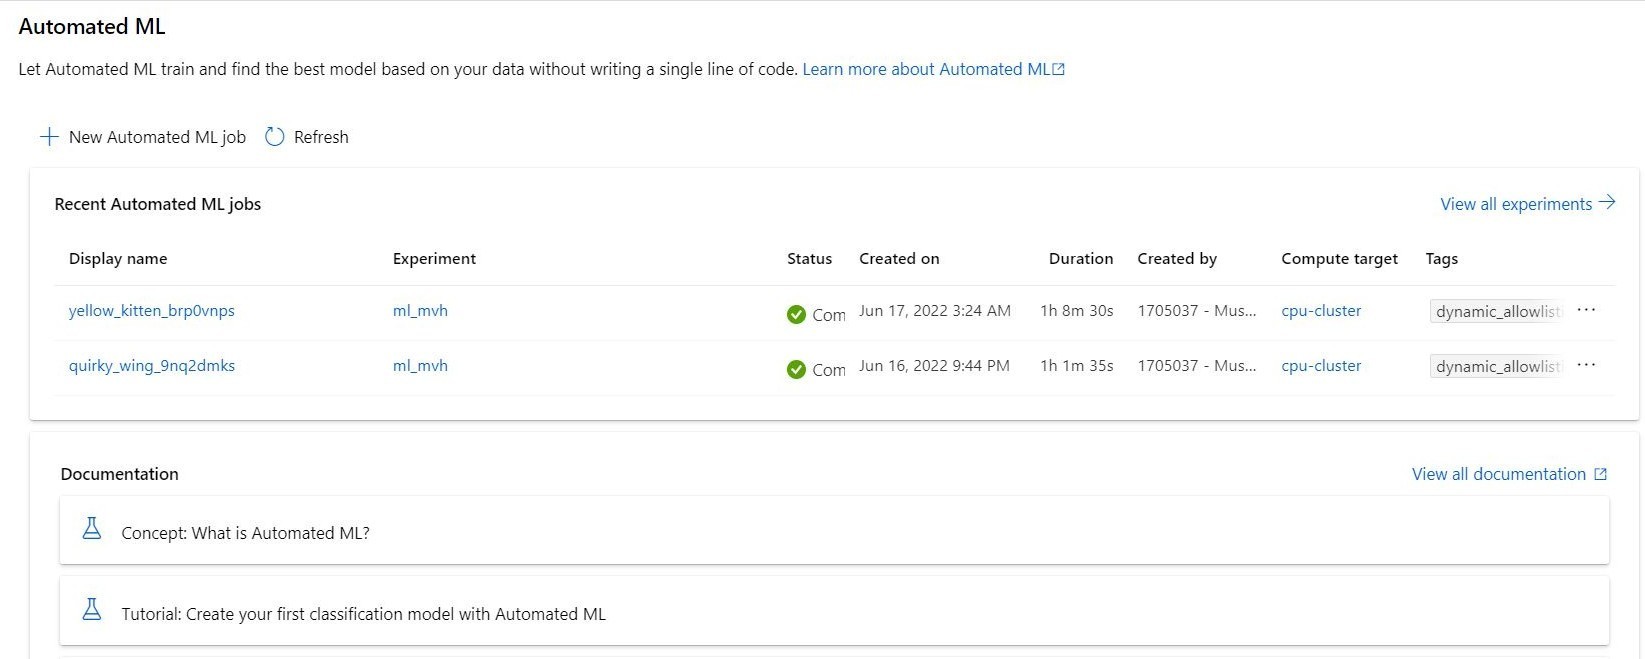 Automated ML
Let Automated ML train and find the best model based on your data without writing a single line of code. Learn more about Automated ML
New Automated ML job Refresh
Recent Automated ML jobs View all experiments
Display name Experiment Status Created on Duration Created by Compute target Tags
yellow_kitten_brp0vnps ml_mvh Com Jun 17, 2022 3:24 AM 1h 8m 30s 1705037 - Mus... cpu-cluster dynamic_allowlisti ...
quirky_wing_9nq2dmks ml_mvh Com Jun 16, 2022 9:44 PM 1h 1m 35s 1705037 - Mus... cpu-cluster dynamic_allowlisti ...
Documentation View all documentation
Concept: What is Automated ML?
Tutorial: Create your first classification model with Automated ML